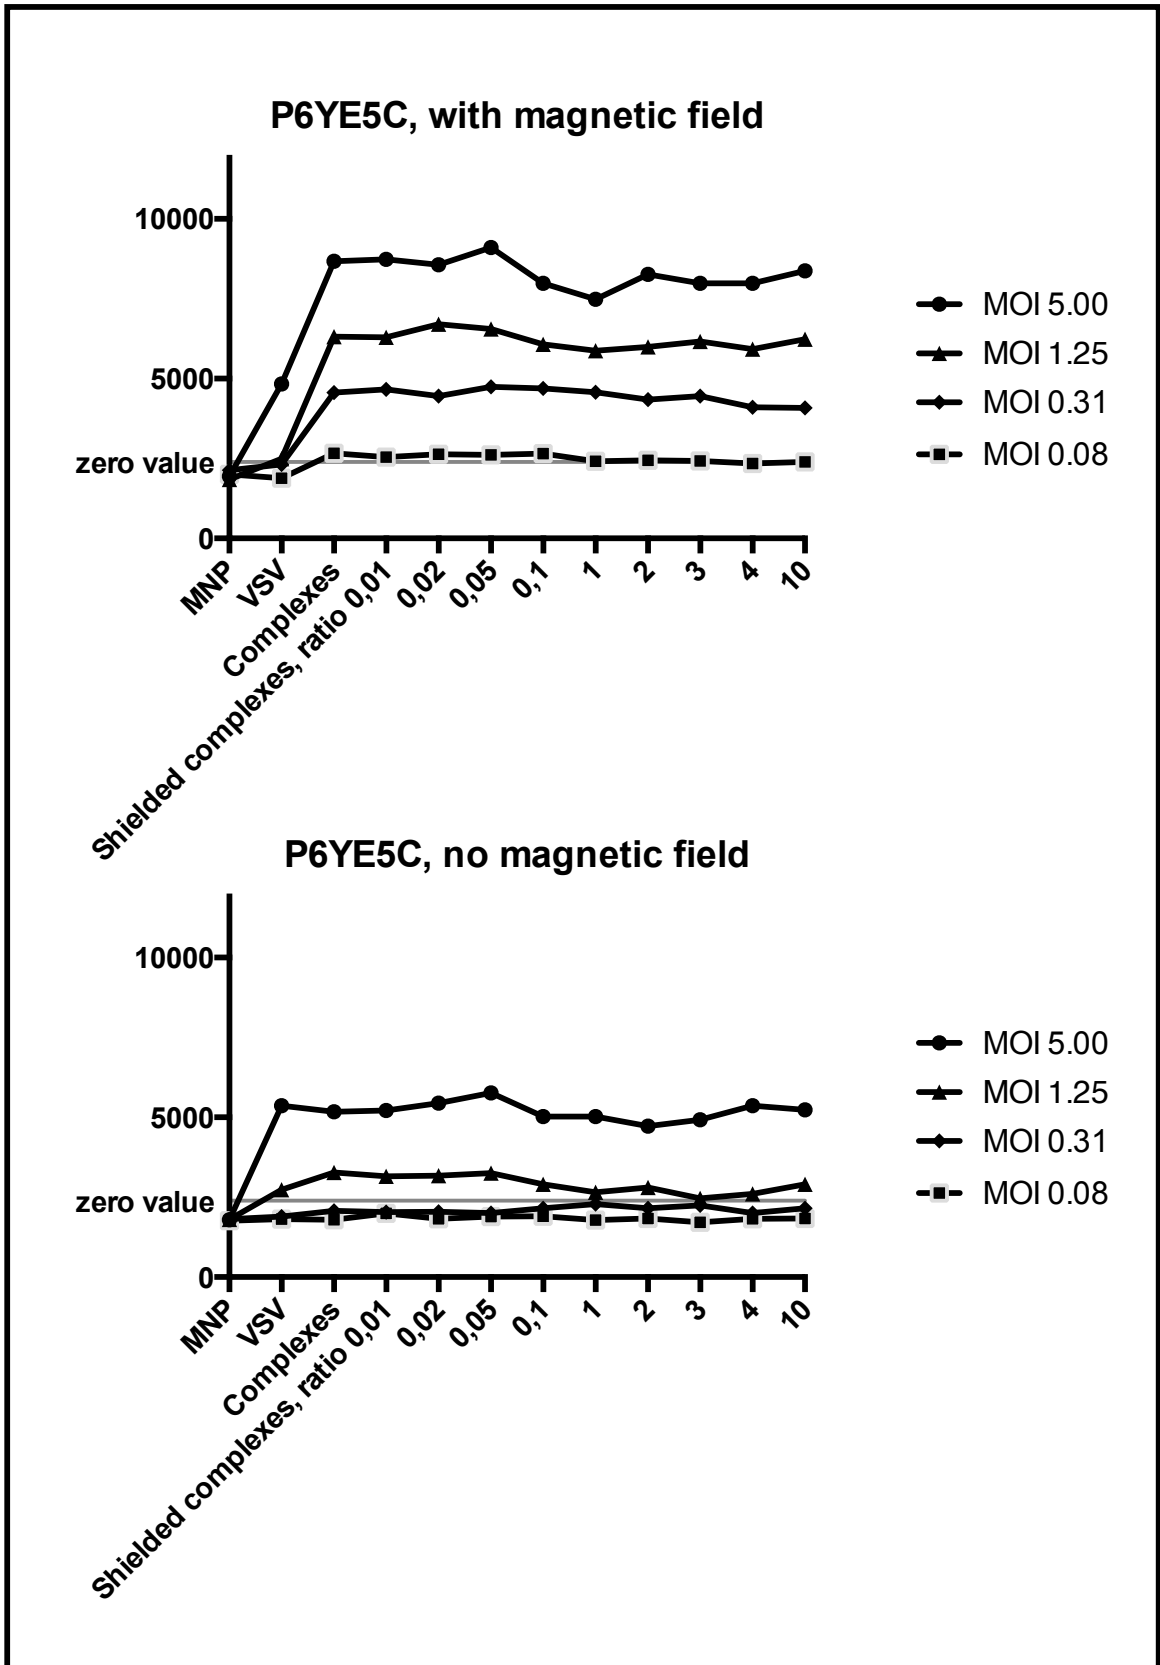 P6YE5C, with magnetic field
10000
5000
zero value
0
MNP
VSV
Complexes
Shielded complexes, ratio 0,01
0,02
0,05
0,1
1
2
3
4
10
MOI 5.00
MOI 1.25
MOI 0.31
MOI 0.08
P6YE5C, no magnetic field
10000
5000
zero value
0
MNP
VSV
Complexes
Shielded complexes, ratio 0,01
0,02
0,05
0,1
1
2
3
4
10
MOI 5.00
MOI 1.25
MOI 0.31
MOI 0.08